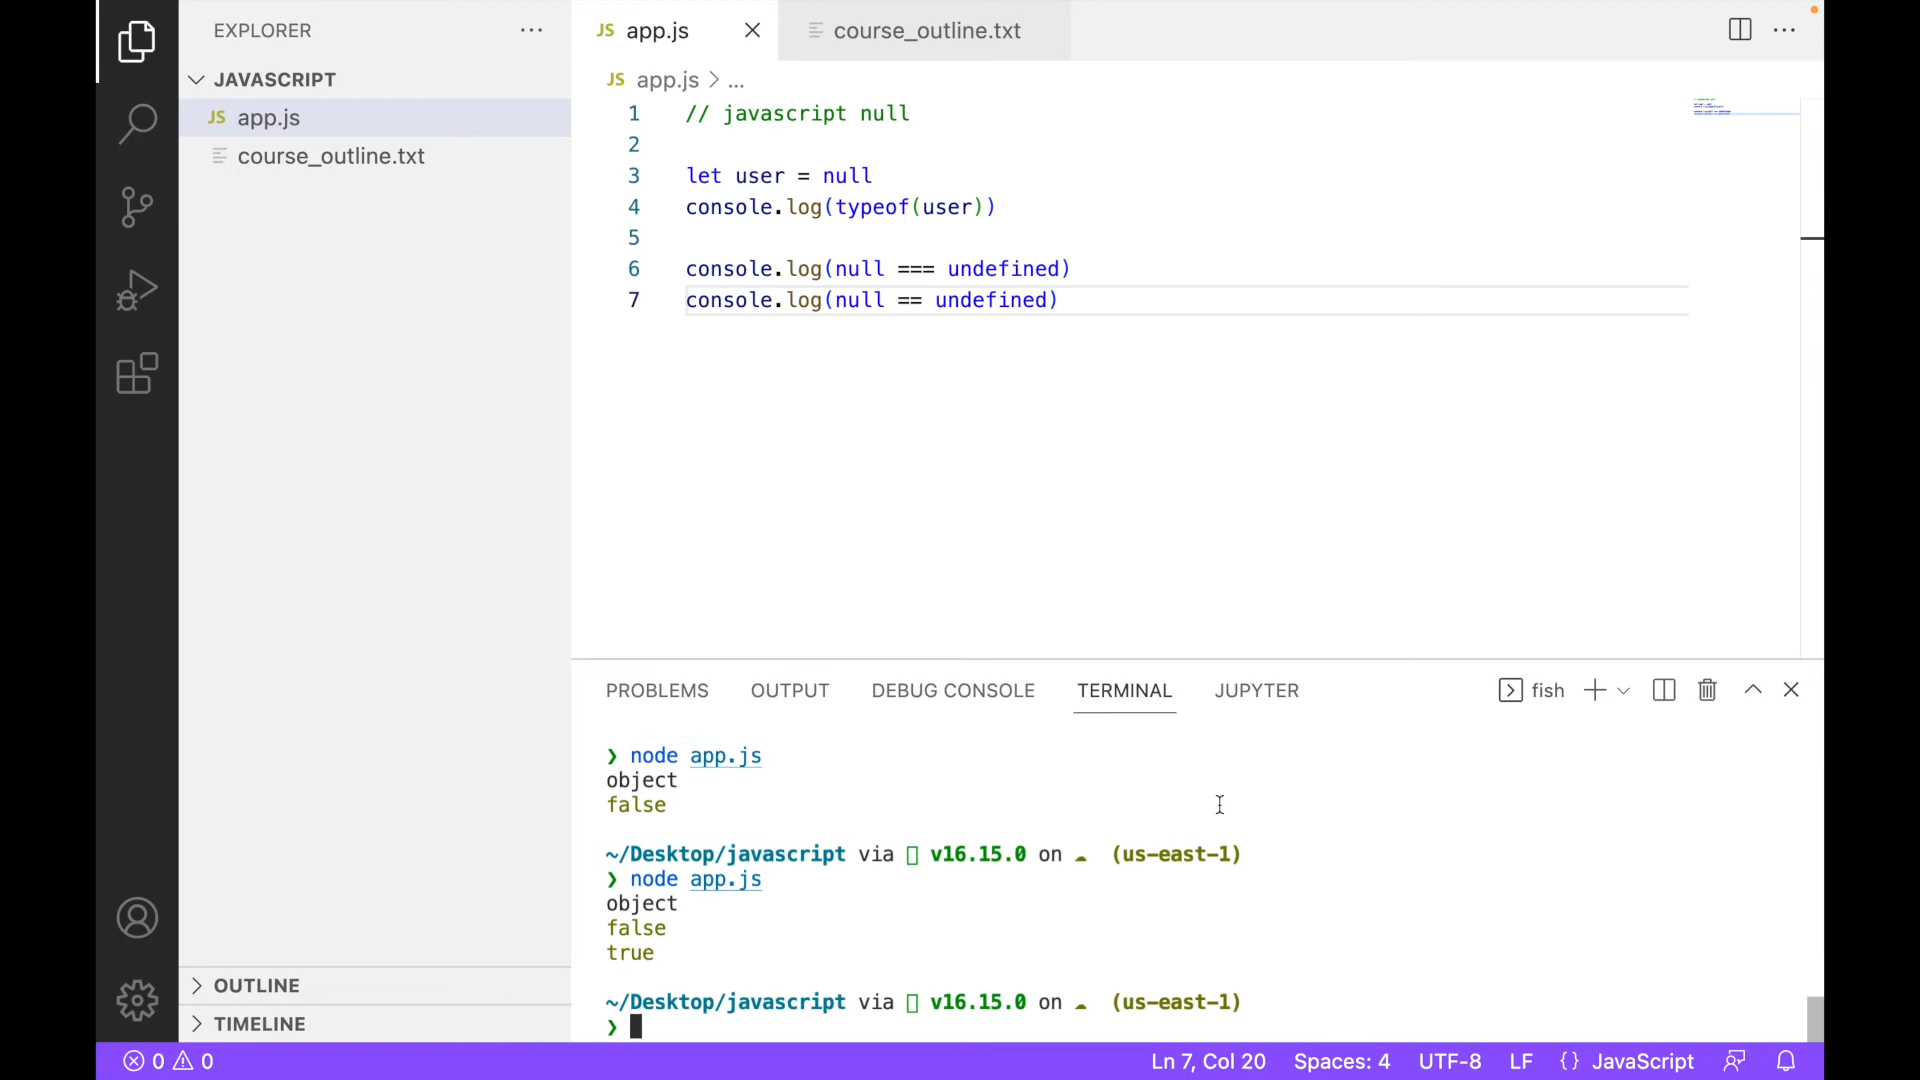 EXPLORER
JAVASCRIPT
JS app.js
course_outline.txt
OUTLINE
TIMELINE
JS app.js
course_outline.txt
JS app.js > ...
1 // javascript null
2
3 let user = null
4 console.log(typeof(user))
5
6 console.log(null === undefined)
7 console.log(null == undefined)
PROBLEMS OUTPUT DEBUG CONSOLE TERMINAL JUPYTER fish
❯ node app.js
object
false
~/Desktop/javascript via v16.15.0 on ☁ (us-east-1)
❯ node app.js
object
false
true
~/Desktop/javascript via v16.15.0 on ☁ (us-east-1)
❯
0 0 Ln 7, Col 20 Spaces: 4 UTF-8 LF {} JavaScript